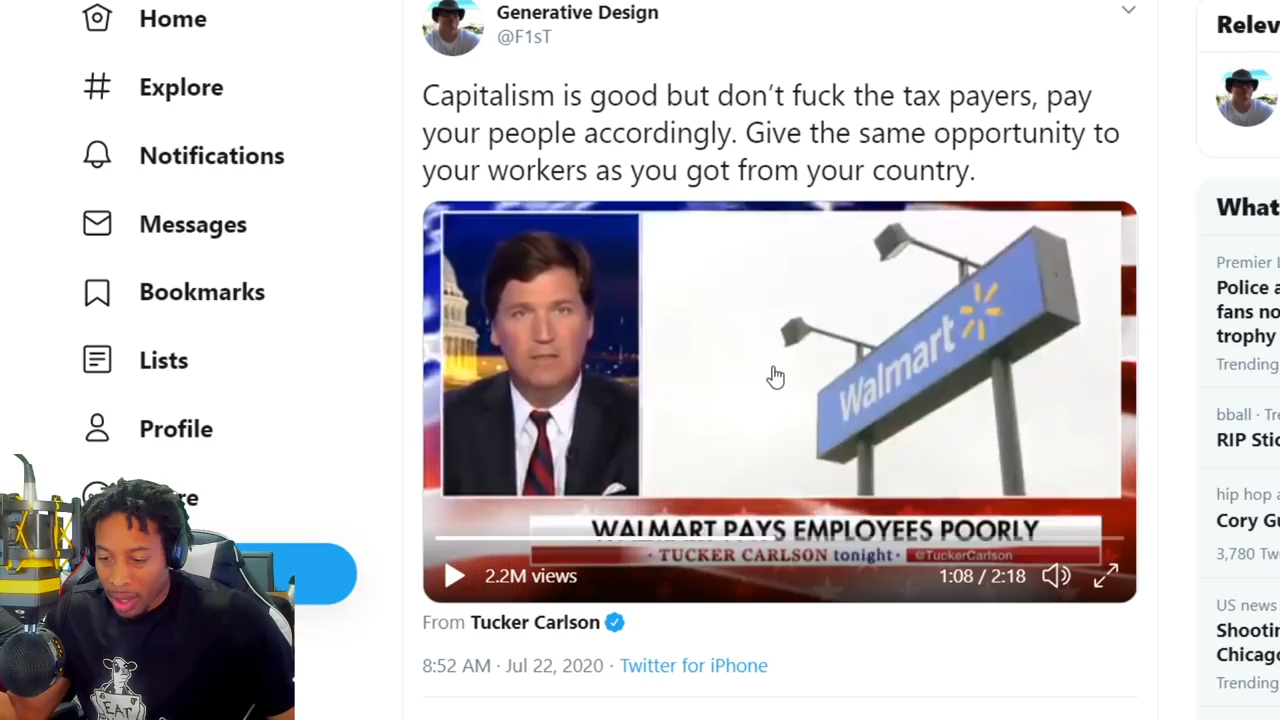 Home
Explore
Notifications
Messages
Bookmarks
Lists
Profile
re
Generative Design
@F1sT
Capitalism is good but don’t fuck the tax payers, pay
your people accordingly. Give the same opportunity to
your workers as you got from your country.
Walmart
WALMART PAYS EMPLOYEES POORLY
· TUCKER CARLSON tonight · @TuckerCarlson
2.2M views
1:08 / 2:18
From Tucker Carlson
8:52 AM · Jul 22, 2020 · Twitter for iPhone
Relev
What
Premier L
Police a
fans no
trophy
Trending
bball · Tre
RIP Stic
hip hop a
Cory Gu
3,780 Tw
US news
Shootin
Chicago
Trending
EAT